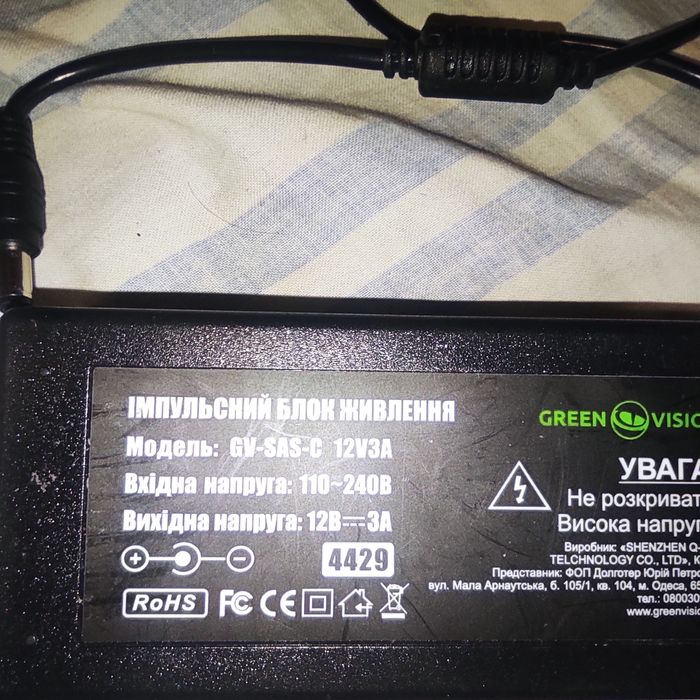 ІМПУЛЬСНИЙ БЛОК ЖИВЛЕННЯ
Модель: GV-SAS-C 12V3A
Вхідна напруга: 110~240В
Вихідна напруга: 12В⎓3А
4429
RoHS FC CE
GREEN VISIO
УВАГА
Не розкриват
Висока напруг
Виробник: «SHENZHEN Q-
TELCHNOLOGY CO., LTD», К
Представник: ФОП Долготер Юрій Петр
вул. Мала Арнаутська, б. 105/1, кв. 104, м. Одеса, 65
тел.: 080030
www.greenvisio